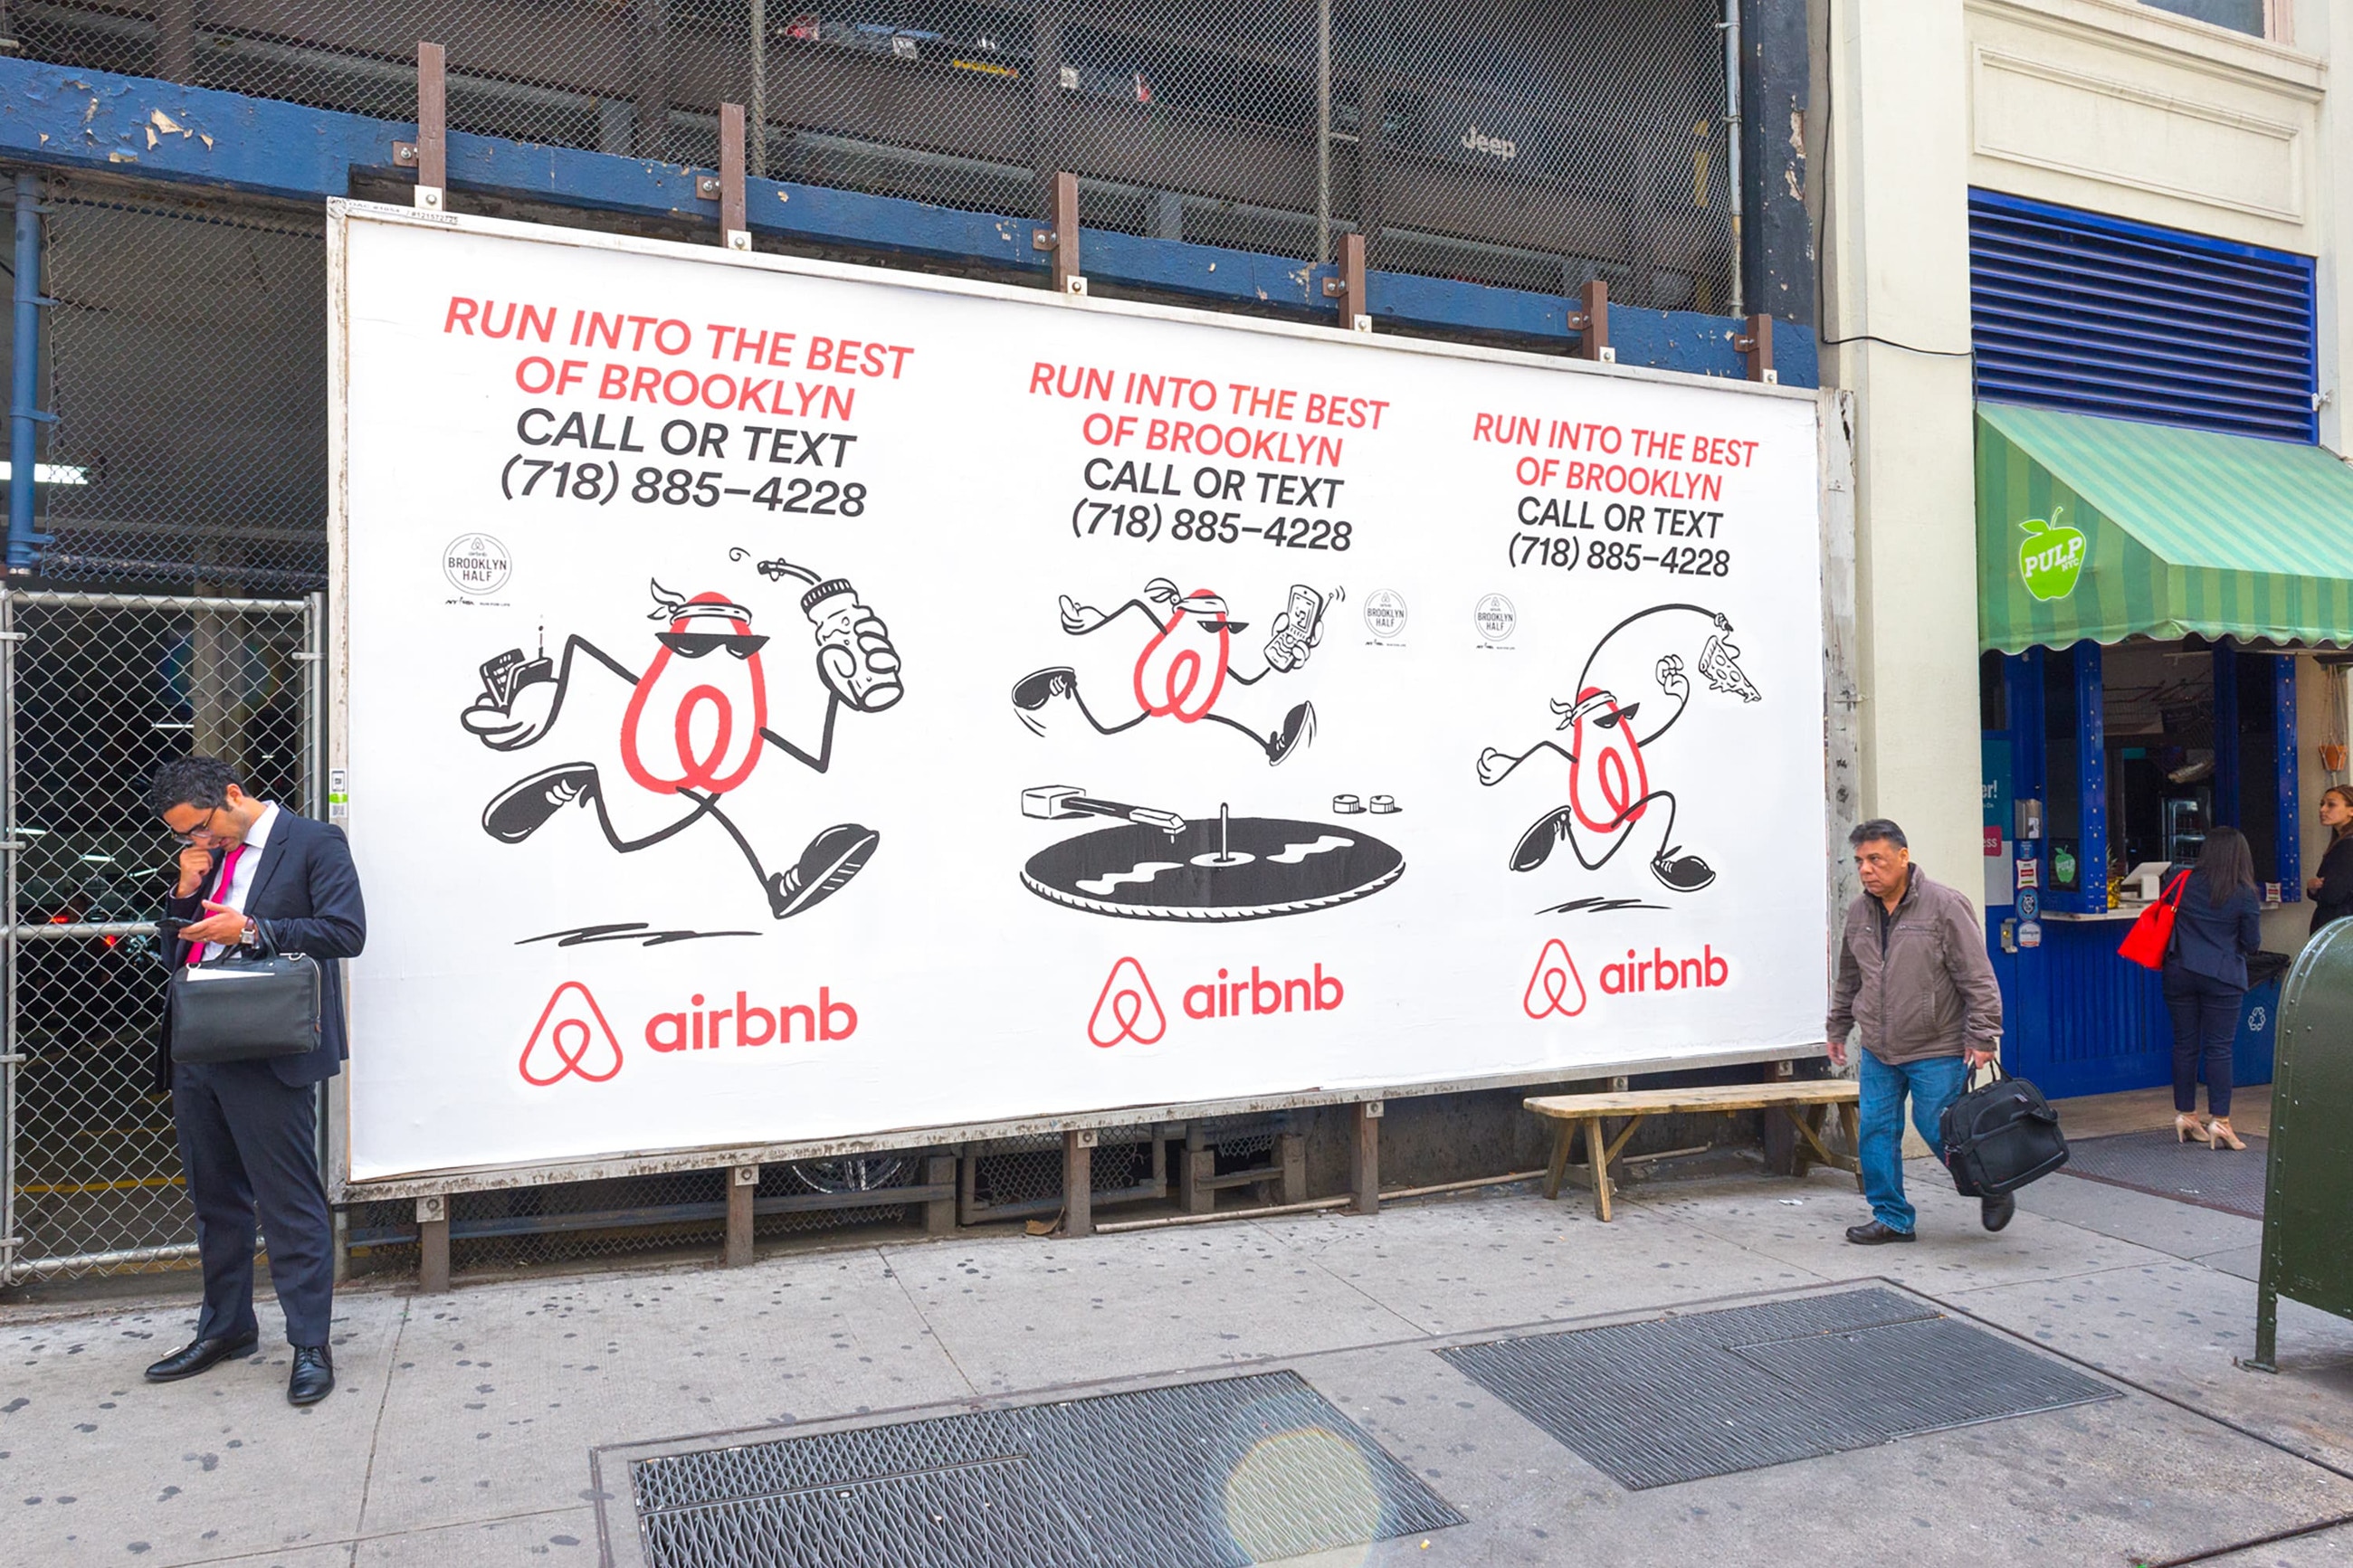 Jeep
RUN INTO THE BEST
OF BROOKLYN
CALL OR TEXT
(718) 885–4228
airbnb
BROOKLYN
HALF
airbnb
RUN INTO THE BEST
OF BROOKLYN
CALL OR TEXT
(718) 885–4228
BROOKLYN
HALF
airbnb
RUN INTO THE BEST
OF BROOKLYN
CALL OR TEXT
(718) 885–4228
BROOKLYN
HALF
airbnb
PULP
NYC